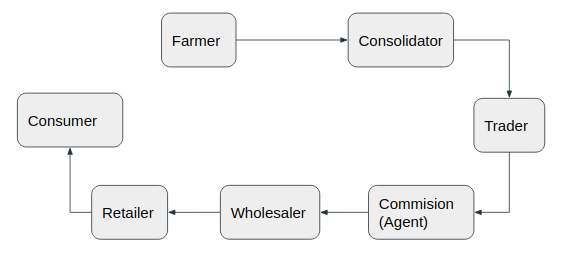 Farmer
Consolidator
Trader
Commision
(Agent)
Wholesaler
Retailer
Consumer